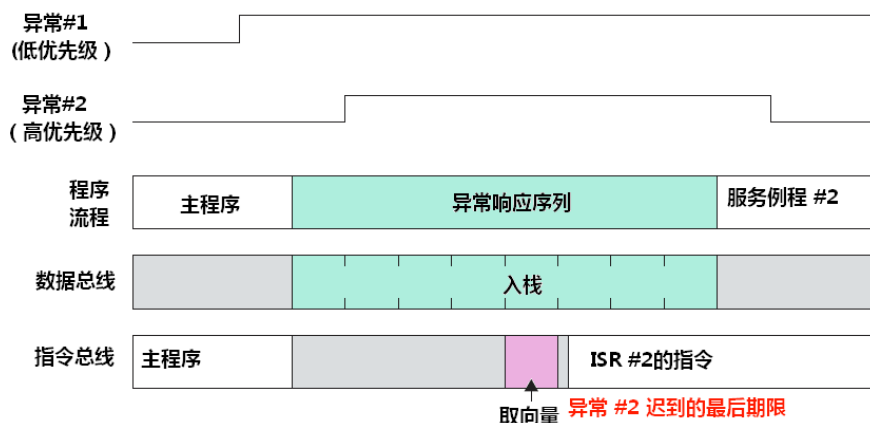 异常#1
(低优先级)
异常#2
(高优先级)
程序
流程
主程序
异常响应序列
服务例程 #2
数据总线
入栈
指令总线
主程序
ISR #2的指令
取向量
异常 #2 迟到的最后期限